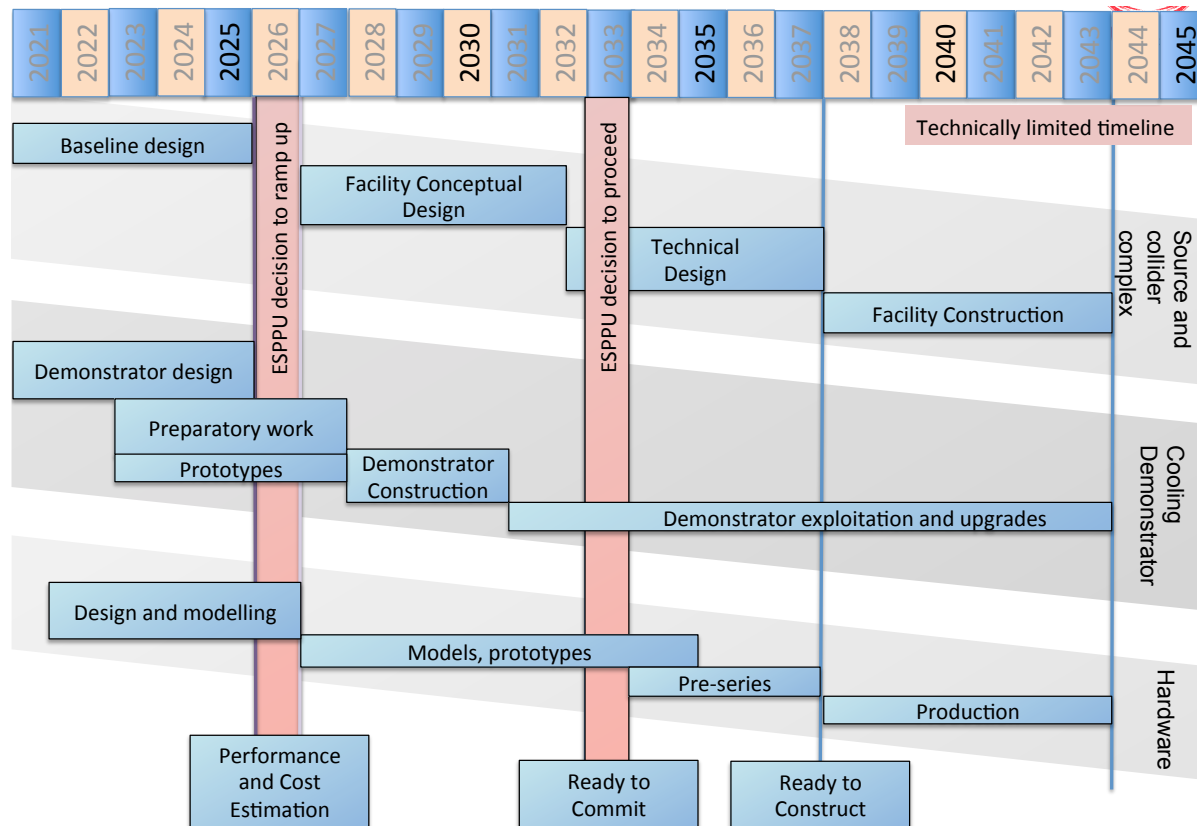 2021 2022 2023 2024 2025 2026 2027 2028 2029 2030 2031 2032 2033 2034 2035 2036 2037 2038 2039 2040 2041 2042 2043 2044 2045
Technically limited timeline
Baseline design
ESPPU decision to ramp up
Facility Conceptual
Design
ESPPU decision to proceed
Technical
Design
Facility Construction
Source and
collider
complex
Demonstrator design
Preparatory work
Prototypes
Demonstrator
Construction
Demonstrator exploitation and upgrades
Cooling
Demonstrator
Design and modelling
Models, prototypes
Pre-series
Production
Hardware
Performance
and Cost
Estimation
Ready to
Commit
Ready to
Construct